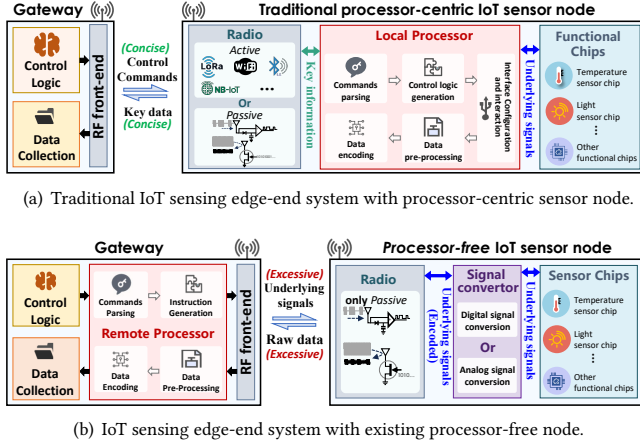 Gateway
Traditional processor-centric IoT sensor node
Control
Logic
Data
Collection
RF front-end
(Concise)
Control
Commands
Key data
(Concise)
Radio
Active
LoRa
WiFi
NB-IoT
...
Or
Passive
1010...
Key information
Local Processor
Commands
parsing
Control logic
generation
Data
encoding
Data
pre-processing
Interface Configuration
and interaction
Underlying signals
Functional
Chips
Temperature
sensor chip
Light
sensor chip
Other
functional chips
(a) Traditional IoT sensing edge-end system with processor-centric sensor node.
Gateway
Processor-free IoT sensor node
Control
Logic
Data
Collection
Commands
Parsing
Instruction
Generation
Remote Processor
Data
Encoding
Data
Pre-Processing
RF front-end
(Excessive)
Underlying
signals
Raw data
(Excessive)
Radio
only Passive
1010...
Underlying signals
(Encoded)
Signal
convertor
Digital signal
conversion
Or
Analog signal
conversion
Underlying signals
Sensor Chips
Temperature
sensor chip
Light
sensor chip
Other
functional chips
(b) IoT sensing edge-end system with existing processor-free node.